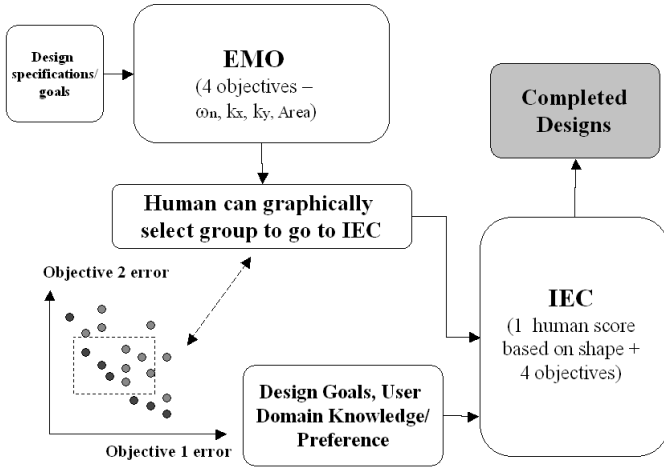 Design
specifications/
goals
EMO
(4 objectives –
ωn, kx, ky, Area)
Completed
Designs
Human can graphically
select group to go to IEC
Objective 2 error
IEC
(1 human score
based on shape +
4 objectives)
Design Goals, User
Domain Knowledge/
Preference
Objective 1 error